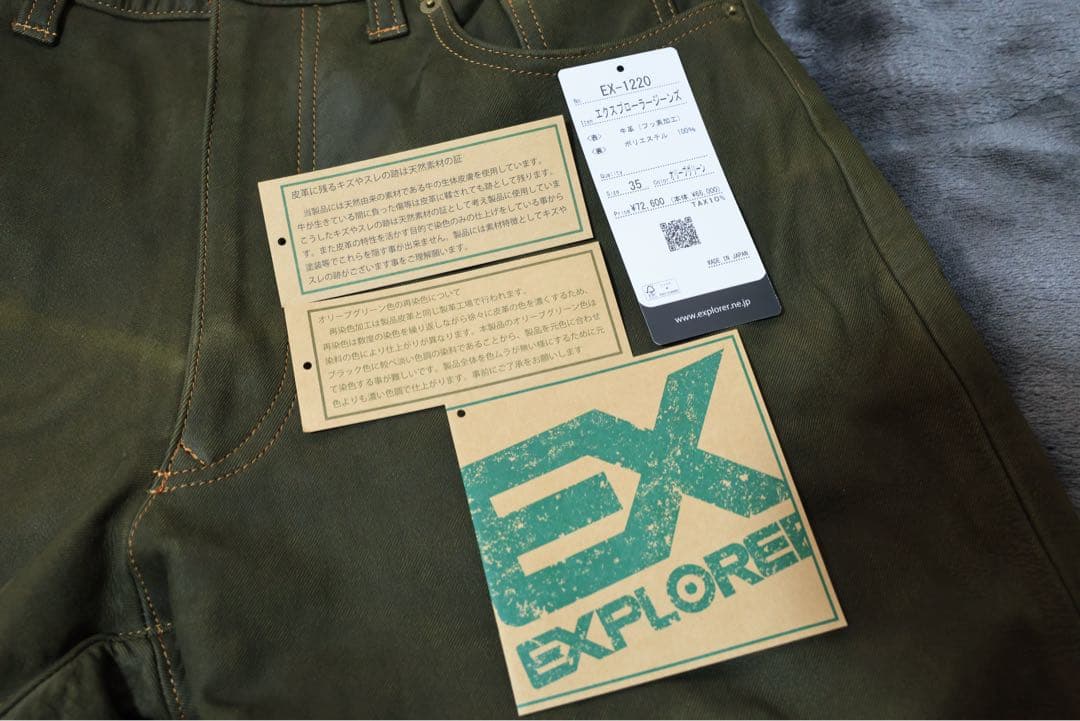 皮革に残るキズやスレの跡は天然素材の証
当製品には天然由来の素材である牛の生体皮膚を使用しています。
牛が生きている間に負った傷等は皮革に鞣されても跡として残ります。
こうしたキズやスレの跡は天然素材の証として考え製品に使用していま
す。また皮革の特性を活かす目的で染色のみの仕上げをしている事から
塗装等でこれらを隠す事が出来ません、製品には素材特徴としてキズや
スレの跡がございます事をご理解願います。
オリーブグリーン色の再染色について
再染色加工は製品皮革と同じ製革工場で行われます。
再染色は数度の染色を繰り返しながら徐々に皮革の色を濃くするため、
染料の色により仕上がりが異なります。本製品のオリーブグリーン色は
ブラック色に較べ淡い色調の染料であることから、製品を元色に合わせ
て染色する事が難しいです。製品全体を色ムラが無い様にするために元
色よりも濃い色調で仕上がります。事前にご了承をお願いします
No. EX-1220
Item エクスプローラージーンズ
<表> 牛革（フッ素加工）
<裏> ポリエステル 100%
Quality
Size 35 Color オリーブグリーン
Price ¥72,600 (本体 ¥66,000)
TAX10%
MADE IN JAPAN
FSC
www.explorer.ne.jp
EX
EXPLORER